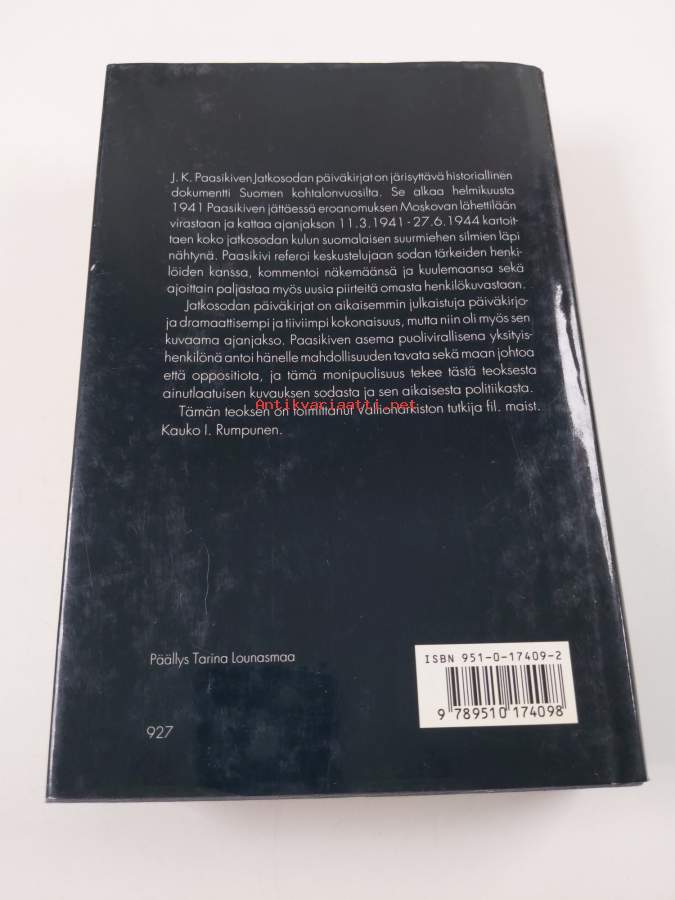 J. K. Paasikiven Jatkosodan päiväkirjat on järisyttävä historiallinen
dokumentti Suomen kohtalonvuosilta. Se alkaa helmikuusta
1941 Paasikiven jättäessä eroanomuksen Moskovan lähettilään
virastaan ja kattaa ajanjakson 11.3.1941 - 27.6.1944 kartoit-
taen koko jatkosodan kulun suomalaisen suurmiehen silmien läpi
nähtynä. Paasikivi referoi keskustelujaan sodan tärkeiden henki-
löiden kanssa, kommentoi näkemäänsä ja kuulemaansa sekä
ajoittain paljastaa myös uusia piirteitä omasta henkilökuvastaan.
Jatkosodan päiväkirjat on aikaisemmin julkaistuja päiväkirjo-
ja dramaattisempi ja tiiviimpi kokonaisuus, mutta niin oli myös sen
kuvaama ajanjakso. Paasikiven asema puolivirallisena yksityis-
henkilönä antoi hänelle mahdollisuuden tavata sekä maan johtoa
että oppositiota, ja tämä monipuolisuus tekee tästä teoksesta
ainutlaatuisen kuvauksen sodasta ja sen aikaisesta politiikasta.
Antikvariaatti.net
Tämän teoksen on toimittanut Valtionarkiston tutkija fil. maist.
Kauko I. Rumpunen.
Päällys Tarina Lounasmaa
927
ISBN 951-0-17409-2
9 789510 174098